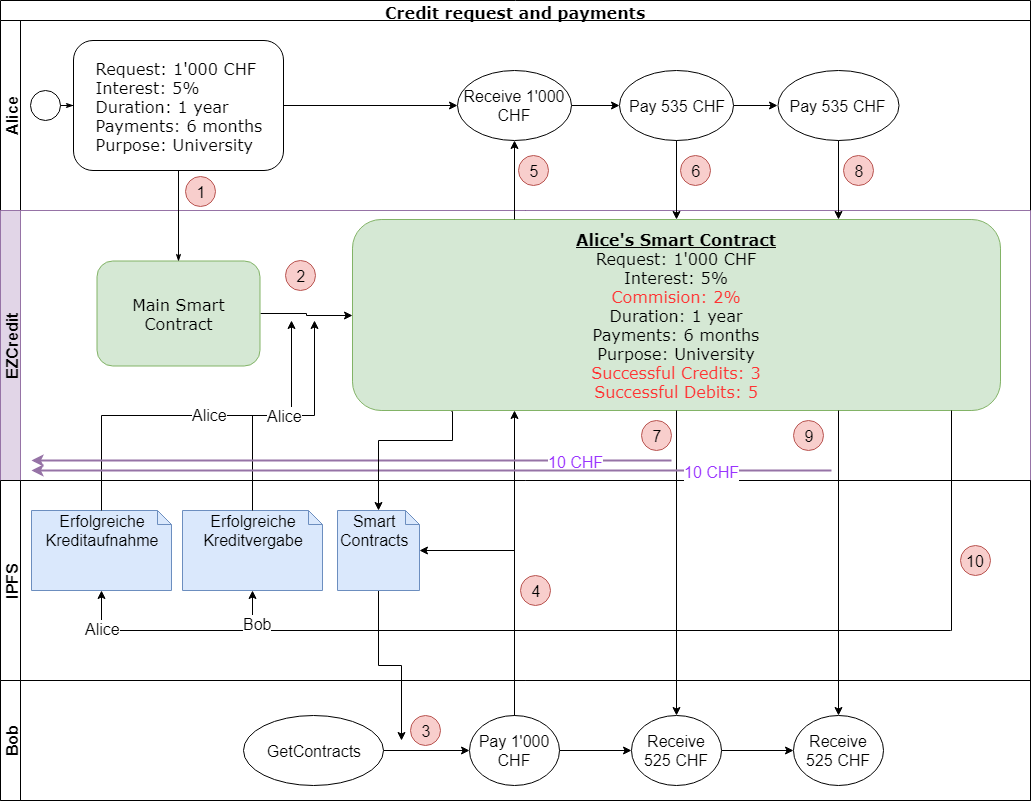 Credit request and payments
Alice
Request: 1'000 CHF
Interest: 5%
Duration: 1 year
Payments: 6 months
Purpose: University
Receive 1'000
CHF
Pay 535 CHF
Pay 535 CHF
1
5
6
8
EZCredit
Main Smart
Contract
2
Alice's Smart Contract
Request: 1'000 CHF
Interest: 5%
Commision: 2%
Duration: 1 year
Payments: 6 months
Purpose: University
Successful Credits: 3
Successful Debits: 5
Alice
Alice
7
9
10 CHF
10 CHF
IPFS
Erfolgreiche
Kreditaufnahme
Erfolgreiche
Kreditvergabe
Smart
Contracts
4
10
Alice
Bob
Bob
GetContracts
3
Pay 1'000
CHF
Receive
525 CHF
Receive
525 CHF